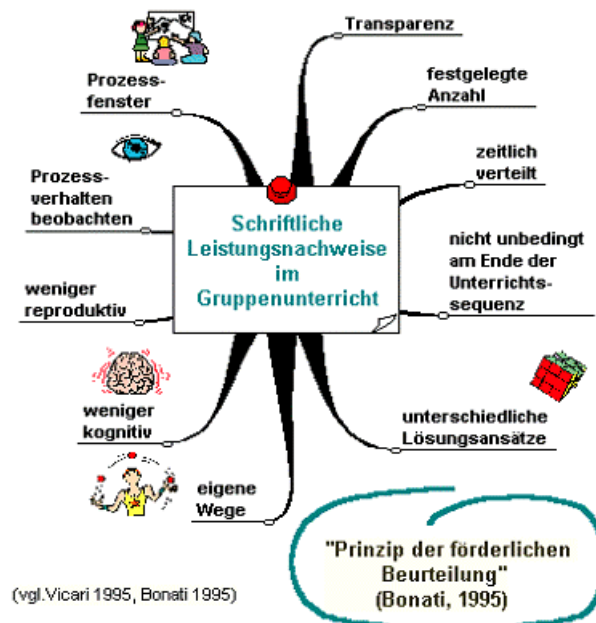 Transparenz
Prozess-
fenster
festgelegte
Anzahl
Prozess-
verhalten
beobachten
zeitlich
verteilt
Schriftliche
Leistungsnachweise
im
Gruppenunterricht
nicht unbedingt
am Ende der
Unterrichts-
sequenz
weniger
reproduktiv
weniger
kognitiv
unterschiedliche
Lösungsansätze
eigene
Wege
"Prinzip der förderlichen
Beurteilung"
(Bonati, 1995)
(vgl.Vicari 1995, Bonati 1995)